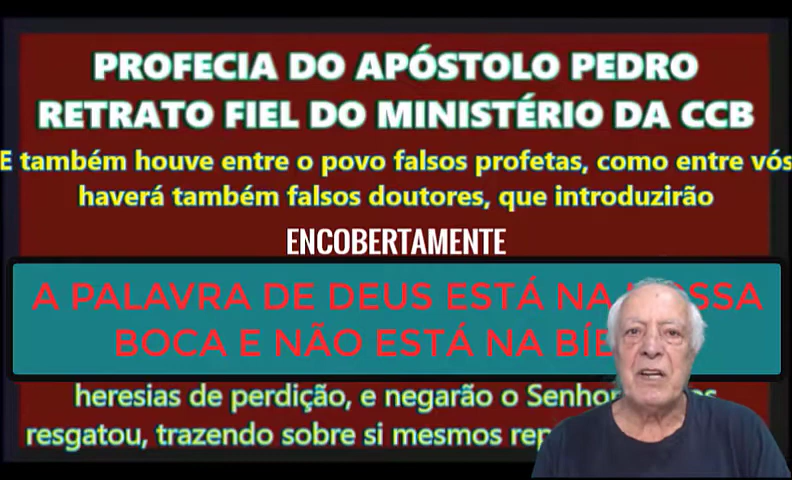 PROFECIA DO APÓSTOLO PEDRO
RETRATO FIEL DO MINISTÉRIO DA CCB
E também houve entre o povo falsos profetas, como entre vós
haverá também falsos doutores, que introduzirão
ENCOBERTAMENTE
A PALAVRA DE DEUS ESTÁ NA
BOCA E NÃO ESTÁ NA
heresias de perdição, e negarão o Senhor
resgatou, trazendo sobre si mesmos